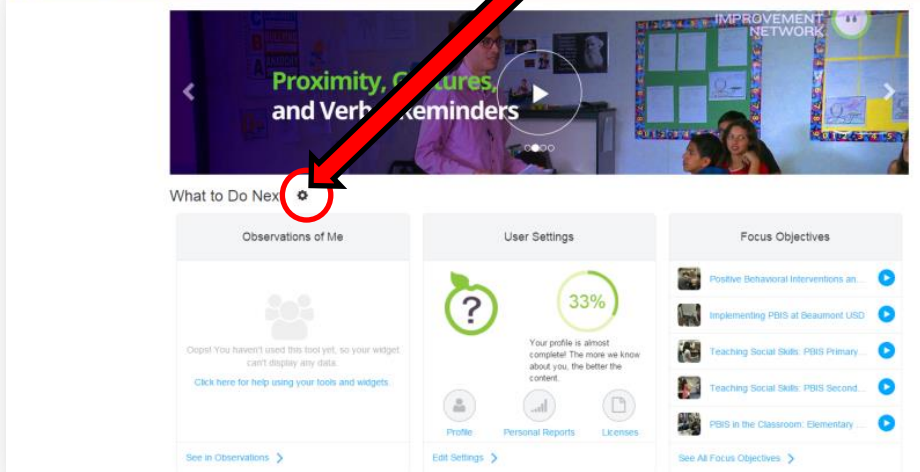 IMPROVEMENT
NETWORK
Proximity,
and Verb
eminders
What to Do Nex
Observations of Me
User Settings
Focus Objectives
?
33%
Oops! You haven't used this tool yet, so your widget
can't display any data.
Click here for help using your tools and widgets
Your profile is almost
complete! The more we know
about you, the better the
content.
Profile
Personal Reports
Licenses
Positive Behavioral Interventions an...
Implementing PBIS at Beaumont USD
Teaching Social Skills: PBIS Primary...
Teaching Social Skills: PBIS Second...
PBIS in the Classroom: Elementary ...
See in Observations
Edit Settings
See All Focus Objectives